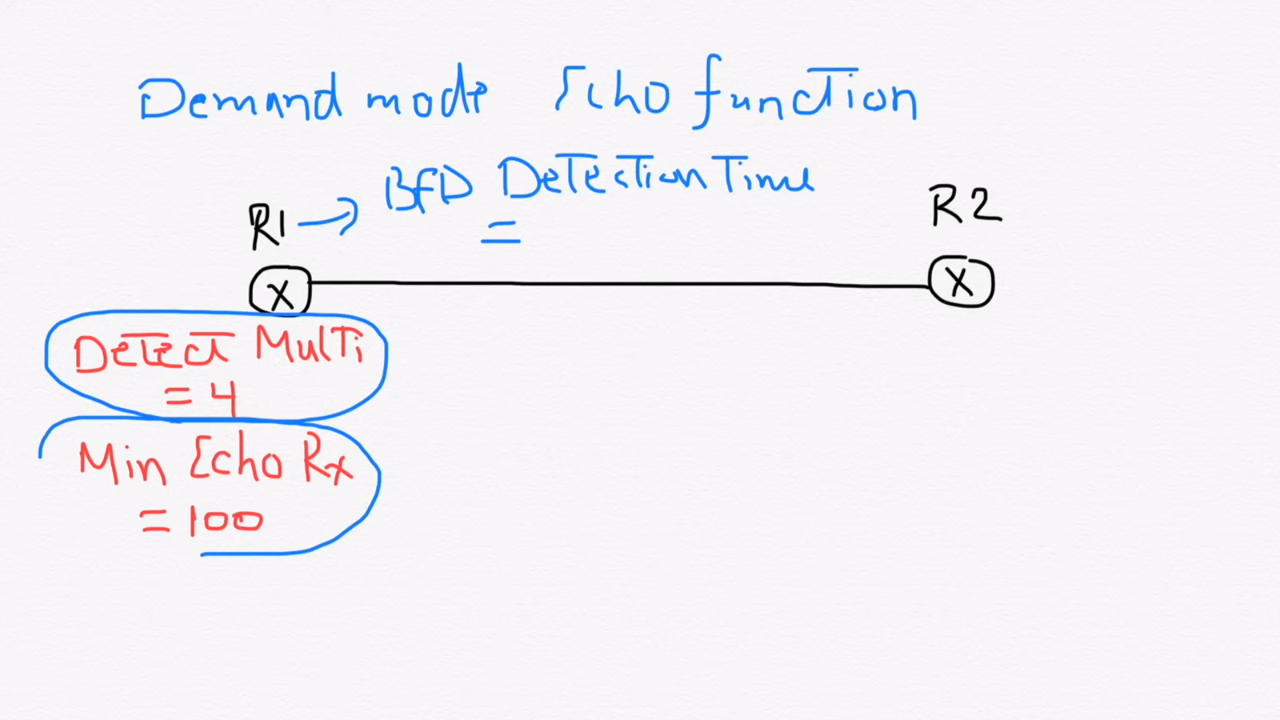 Demand mode Echo function
BFD Detection Time
R1 → =
R2
X
X
Detect Multi
= 4
Min Echo Rx
= 100